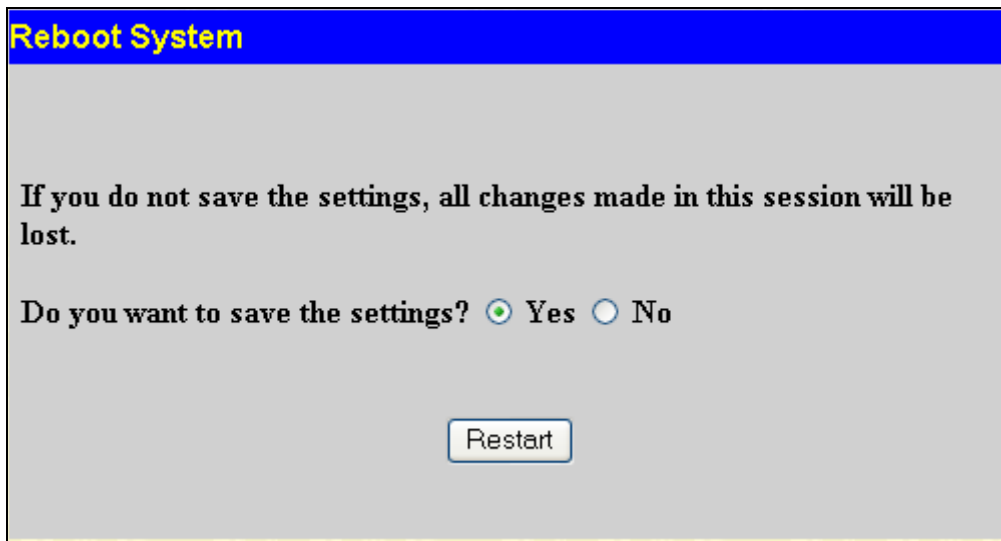 Reboot System
If you do not save the settings, all changes made in this session will be
lost.
Do you want to save the settings? Yes No
Restart